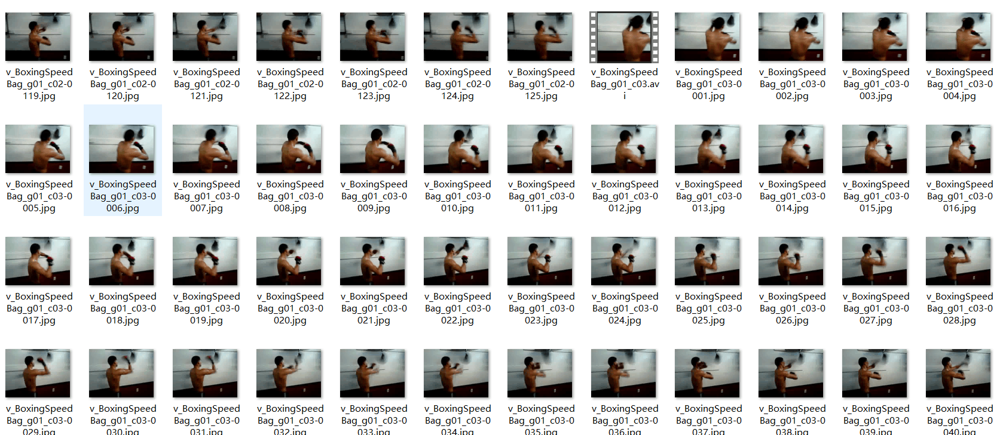 v_BoxingSpeed
Bag_g01_c02-0
119.jpg
v_BoxingSpeed
Bag_g01_c02-0
120.jpg
v_BoxingSpeed
Bag_g01_c02-0
121.jpg
v_BoxingSpeed
Bag_g01_c02-0
122.jpg
v_BoxingSpeed
Bag_g01_c02-0
123.jpg
v_BoxingSpeed
Bag_g01_c02-0
124.jpg
v_BoxingSpeed
Bag_g01_c02-0
125.jpg
v_BoxingSpeed
Bag_g01_c03.av
i
v_BoxingSpeed
Bag_g01_c03-0
001.jpg
v_BoxingSpeed
Bag_g01_c03-0
002.jpg
v_BoxingSpeed
Bag_g01_c03-0
003.jpg
v_BoxingSpeed
Bag_g01_c03-0
004.jpg
v_BoxingSpeed
Bag_g01_c03-0
005.jpg
v_BoxingSpeed
Bag_g01_c03-0
006.jpg
v_BoxingSpeed
Bag_g01_c03-0
007.jpg
v_BoxingSpeed
Bag_g01_c03-0
008.jpg
v_BoxingSpeed
Bag_g01_c03-0
009.jpg
v_BoxingSpeed
Bag_g01_c03-0
010.jpg
v_BoxingSpeed
Bag_g01_c03-0
011.jpg
v_BoxingSpeed
Bag_g01_c03-0
012.jpg
v_BoxingSpeed
Bag_g01_c03-0
013.jpg
v_BoxingSpeed
Bag_g01_c03-0
014.jpg
v_BoxingSpeed
Bag_g01_c03-0
015.jpg
v_BoxingSpeed
Bag_g01_c03-0
016.jpg
v_BoxingSpeed
Bag_g01_c03-0
017.jpg
v_BoxingSpeed
Bag_g01_c03-0
018.jpg
v_BoxingSpeed
Bag_g01_c03-0
019.jpg
v_BoxingSpeed
Bag_g01_c03-0
020.jpg
v_BoxingSpeed
Bag_g01_c03-0
021.jpg
v_BoxingSpeed
Bag_g01_c03-0
022.jpg
v_BoxingSpeed
Bag_g01_c03-0
023.jpg
v_BoxingSpeed
Bag_g01_c03-0
024.jpg
v_BoxingSpeed
Bag_g01_c03-0
025.jpg
v_BoxingSpeed
Bag_g01_c03-0
026.jpg
v_BoxingSpeed
Bag_g01_c03-0
027.jpg
v_BoxingSpeed
Bag_g01_c03-0
028.jpg
v_BoxingSpeed
Bag_g01_c03-0
029.jpg
v_BoxingSpeed
Bag_g01_c03-0
030.jpg
v_BoxingSpeed
Bag_g01_c03-0
031.jpg
v_BoxingSpeed
Bag_g01_c03-0
032.jpg
v_BoxingSpeed
Bag_g01_c03-0
033.jpg
v_BoxingSpeed
Bag_g01_c03-0
034.jpg
v_BoxingSpeed
Bag_g01_c03-0
035.jpg
v_BoxingSpeed
Bag_g01_c03-0
036.jpg
v_BoxingSpeed
Bag_g01_c03-0
037.jpg
v_BoxingSpeed
Bag_g01_c03-0
038.jpg
v_BoxingSpeed
Bag_g01_c03-0
039.jpg
v_BoxingSpeed
Bag_g01_c03-0
040.jpg